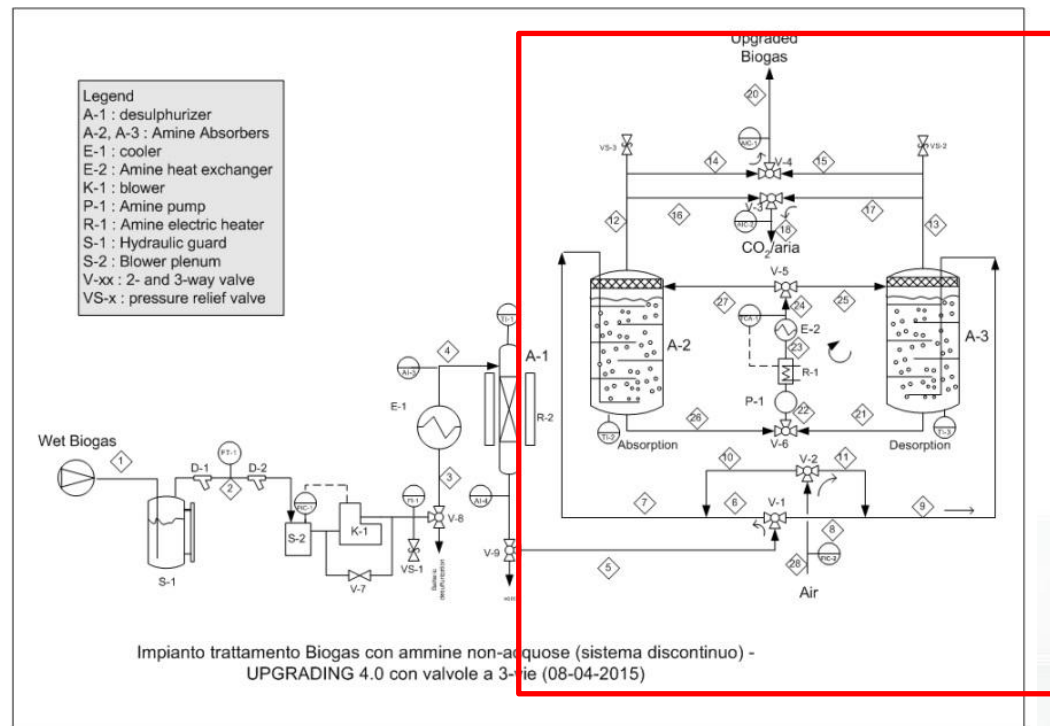 Upgraded
Biogas
Legend
A-1 : desulphurizer
A-2, A-3 : Amine Absorbers
E-1 : cooler
E-2 : Amine heat exchanger
K-1 : blower
P-1 : Amine pump
R-1 : Amine electric heater
S-1 : Hydraulic guard
S-2 : Blower plenum
V-xx : 2- and 3-way valve
VS-x : pressure relief valve
20
AIC-1
VS-3
VS-2
14
V-4
15
12
16
V-3
17
13
AIC-2
18
CO2/aria
V-5
27
24
25
TCA-1
E-2
23
A-2
A-3
R-1
P-1
22
26
21
V-6
TI-2
Absorption
Desorption
TI-3
TI-1
A-1
4
AI-3
E-1
R-2
Wet Biogas
1
D-1
PT-1
D-2
2
3
FI-1
AI-4
V-8
S-2
K-1
VS-1
V-7
V-9
S-1
10
V-2
11
7
6
V-1
9
8
5
28
FIC-2
Air
Impianto trattamento Biogas con ammine non-acquose (sistema discontinuo) -
UPGRADING 4.0 con valvole a 3-vie (08-04-2015)